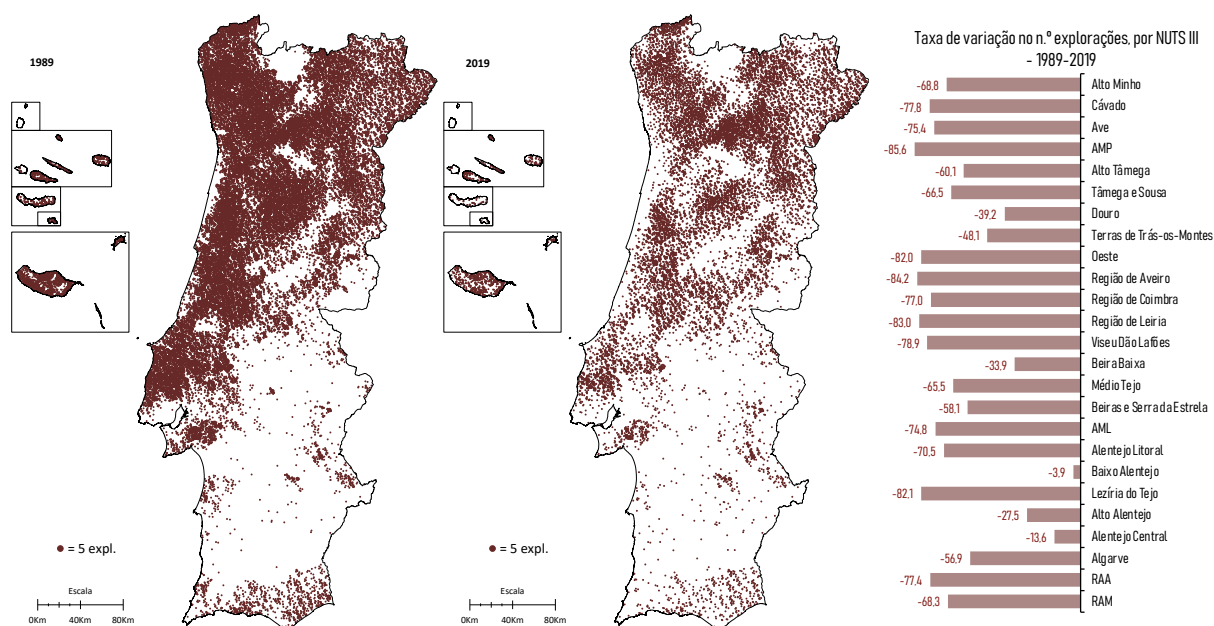 1989
● = 5 expl.
Escala
0Km 40Km 80Km
2019
● = 5 expl.
Escala
0Km 40Km 80Km
Taxa de variação no n.º explorações, por NUTS III
- 1989-2019
-68,8 Alto Minho
-77,8 Cávado
-75,4 Ave
-85,6 AMP
-60,1 Alto Tâmega
-66,5 Tâmega e Sousa
-39,2 Douro
-48,1 Terras de Trás-os-Montes
-82,0 Oeste
-84,2 Região de Aveiro
-77,0 Região de Coimbra
-83,0 Região de Leiria
-78,9 Viseu Dão Lafões
-33,9 Beira Baixa
-65,5 Médio Tejo
-58,1 Beiras e Serra da Estrela
-74,8 AML
-70,5 Alentejo Litoral
-3,9 Baixo Alentejo
-82,1 Lezíria do Tejo
-27,5 Alto Alentejo
-13,6 Alentejo Central
-56,9 Algarve
-77,4 RAA
-68,3 RAM